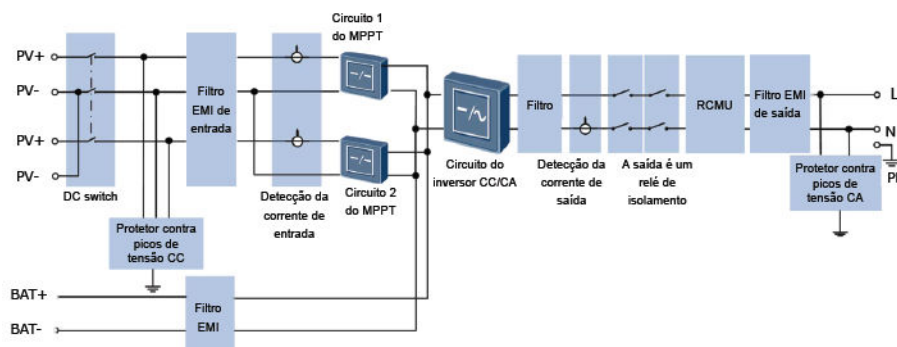 PV+
PV-
PV+
PV-
DC switch
Protetor contra
picos de
tensão CC
Filtro
EMI de
entrada
Detecção da
corrente de
entrada
Circuito 1
do MPPT
Circuito 2
do MPPT
Circuito do
inversor CC/CA
Filtro
Detecção da
corrente de
saída
A saída é um
relé de
isolamento
RCMU
Filtro EMI
de saída
L
N
Protetor contra
picos de
tensão CA
BAT+
BAT-
Filtro
EMI